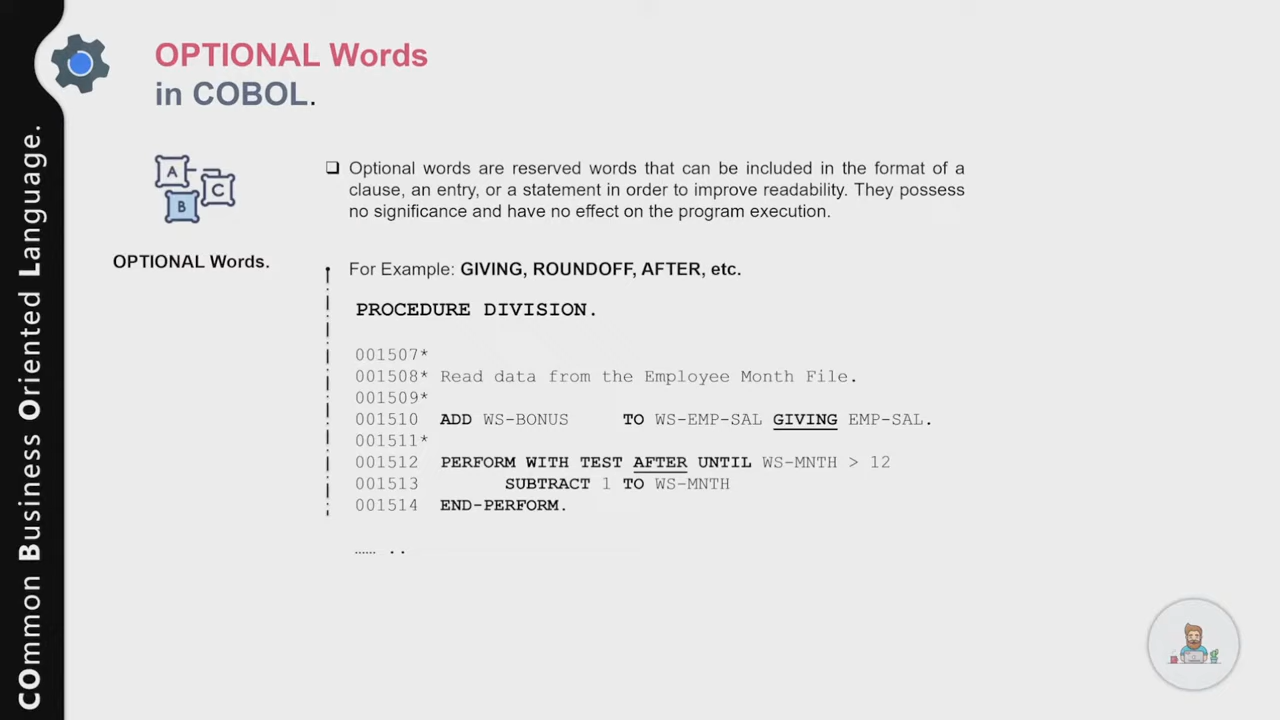 COmmon Business Oriented Language.
OPTIONAL Words
in COBOL.
A
C
B
OPTIONAL Words.
❑ Optional words are reserved words that can be included in the format of a
clause, an entry, or a statement in order to improve readability. They possess
no significance and have no effect on the program execution.
For Example: GIVING, ROUNDOFF, AFTER, etc.
PROCEDURE DIVISION.
001507*
001508* Read data from the Employee Month File.
001509*
001510 ADD WS-BONUS TO WS-EMP-SAL GIVING EMP-SAL.
001511*
001512 PERFORM WITH TEST AFTER UNTIL WS-MNTH > 12
001513 SUBTRACT 1 TO WS-MNTH
001514 END-PERFORM.
…… ..